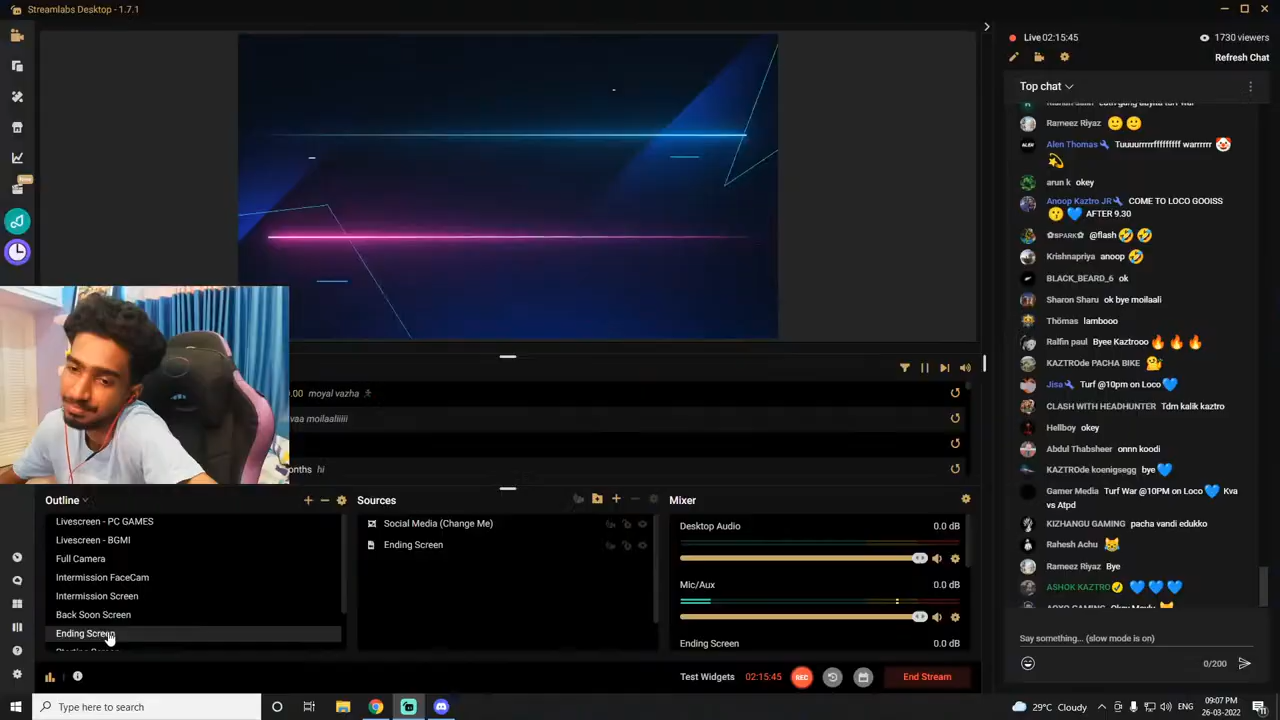 Streamlabs Desktop - 1.7.1
Live 02:15:45
1730 viewers
Refresh Chat
Top chat
Rameez Riyaz
Alen Thomas Tuuuurrrrfffffffff warrrrrr
arun k okey
Anoop Kaztro JR COME TO LOCO GOOISS
AFTER 9.30
✿SPARK✿ @flash
Krishnapriya anoop
BLACK_BEARD_6 ok
Sharon Sharu ok bye moilaali
Thömas lambooo
Ralfin paul Byee Kaztrooo
KAZTROde PACHA BIKE
Jisa Turf @10pm on Loco
CLASH WITH HEADHUNTER Tdm kalik kaztro
Hellboy okey
Abdul Thabsheer onnn koodi
KAZTROde koenigsegg bye
Gamer Media Turf War @10PM on Loco Kva
vs Atpd
KIZHANGU GAMING pacha vandi edukko
Rahesh Achu
Rameez Riyaz Bye
ASHOK KAZTRO
Say something... (slow mode is on)
0/200
.00 moyal vazha
vaa moilaaliiiii
onths hi
Outline
Livescreen - PC GAMES
Livescreen - BGMI
Full Camera
Intermission FaceCam
Intermission Screen
Back Soon Screen
Ending Screen
Sources
Social Media (Change Me)
Ending Screen
Mixer
Desktop Audio 0.0 dB
Mic/Aux 0.0 dB
Ending Screen 0.0 dB
Test Widgets 02:15:45 REC End Stream
Type here to search
29°C Cloudy
ENG
09:07 PM
26-03-2022